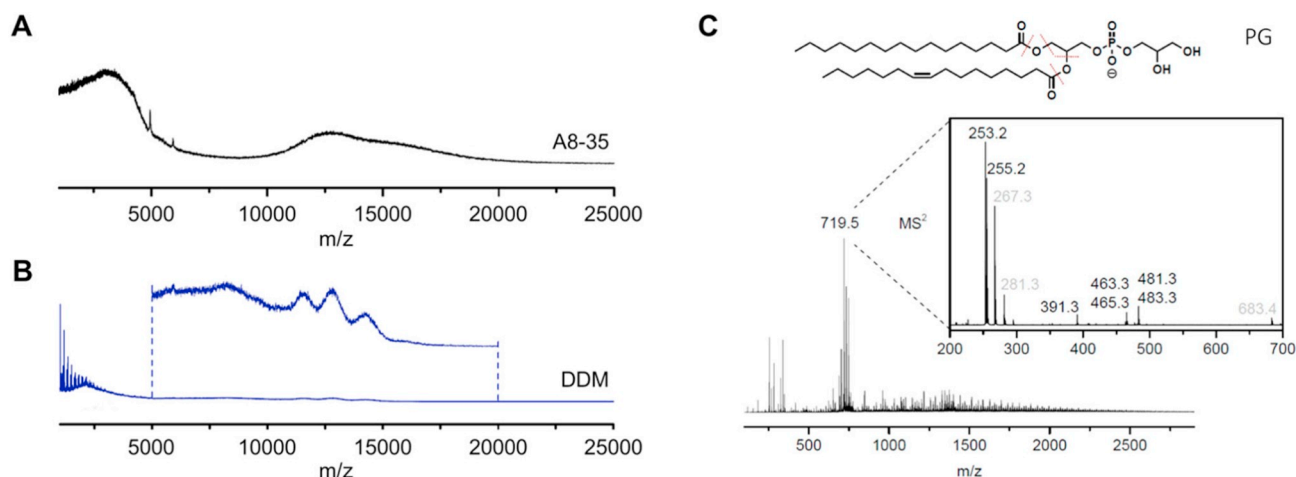 A
A8-35
5000 10000 15000 20000 25000
m/z
B
DDM
5000 10000 15000 20000 25000
m/z
C
PG
O
O
O
O
P
O
O
O
O
⊖
OH
OH
719.5
MS²
253.2
255.2
267.3
281.3
391.3
463.3
465.3
481.3
483.3
683.4
200 300 400 500 600 700
500 1000 1500 2000 2500
m/z